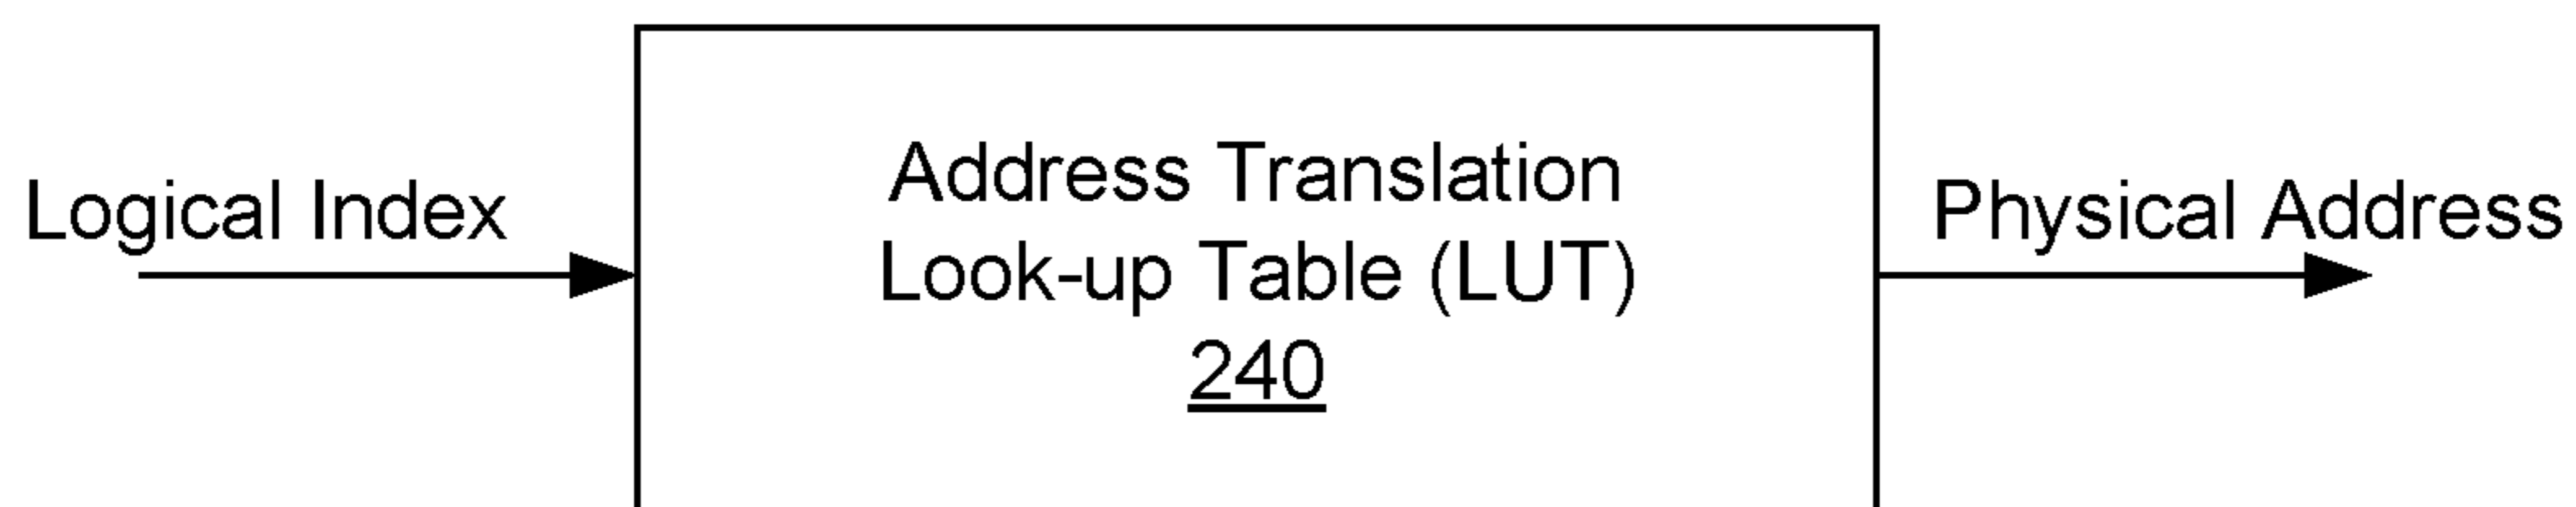 Logical Index
Address Translation
Look-up Table (LUT)
240
Physical Address